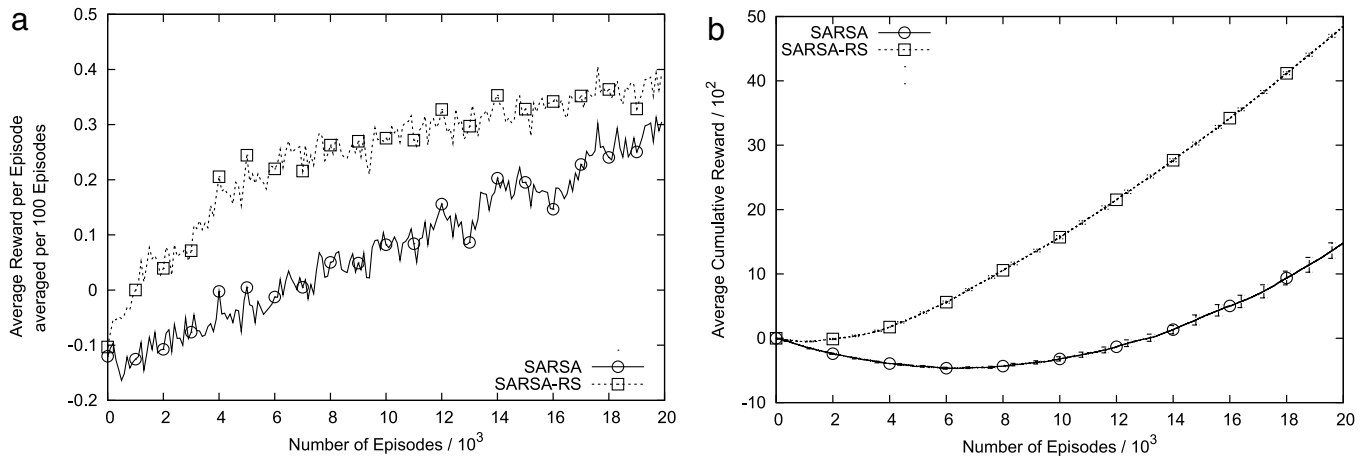 a
0.5
0.4
0.3
0.2
0.1
0
-0.1
-0.2
Average Reward per Episode
averaged per 100 Episodes
SARSA
SARSA-RS
0 2 4 6 8 10 12 14 16 18 20
Number of Episodes / 10³
b
50
40
30
20
10
0
-10
Average Cumulative Reward / 10²
SARSA
SARSA-RS
0 2 4 6 8 10 12 14 16 18 20
Number of Episodes / 10³